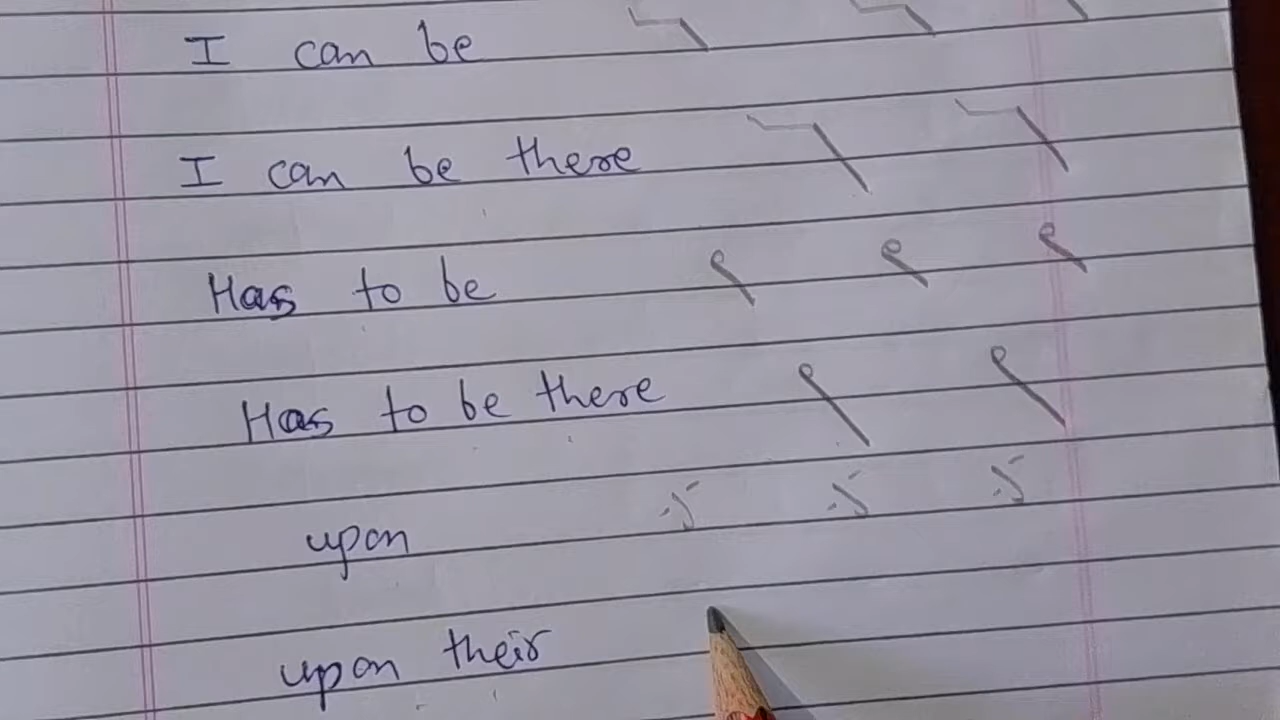 I can be
I can be there
Has to be
Has to be there
upon
upon their